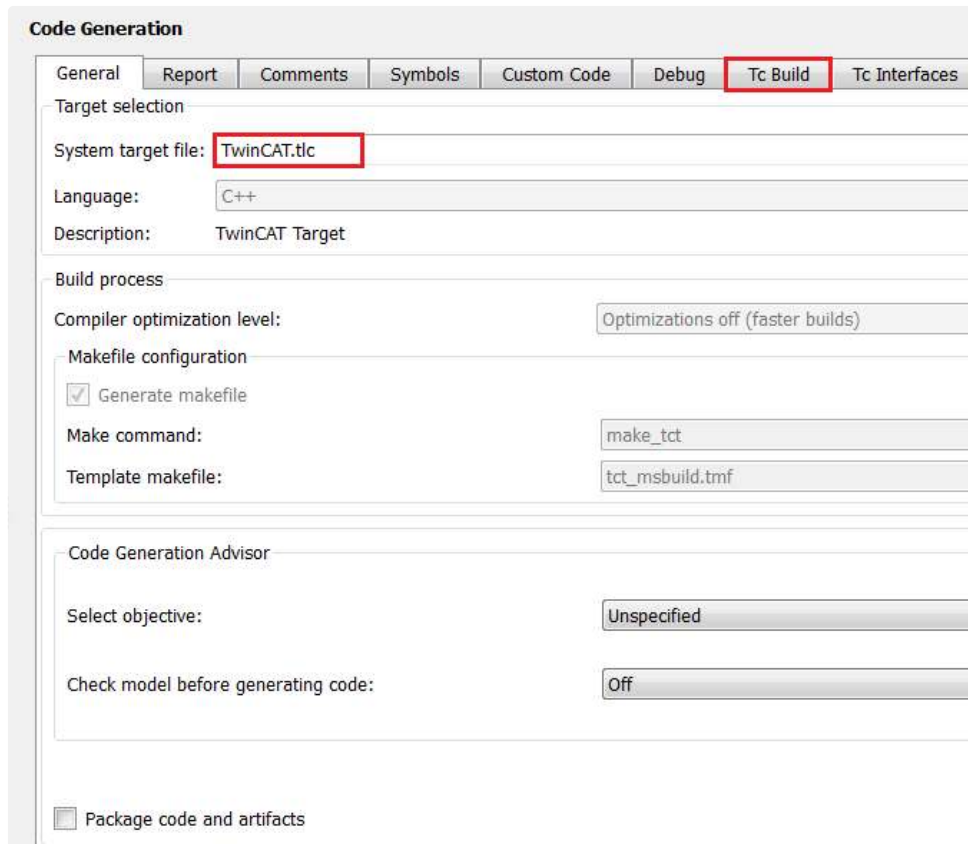 Code Generation
General Report Comments Symbols Custom Code Debug Tc Build Tc Interfaces
Target selection
System target file: TwinCAT.tlc
Language: C++
Description: TwinCAT Target
Build process
Compiler optimization level: Optimizations off (faster builds)
Makefile configuration
Generate makefile
Make command: make_tct
Template makefile: tct_msbuild.tmf
Code Generation Advisor
Select objective: Unspecified
Check model before generating code: Off
Package code and artifacts